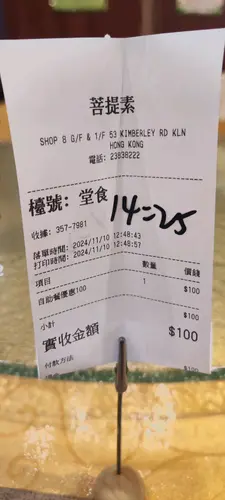 菩提素
SHOP 8 G/F & 1/F 53 KIMBERLEY RD KLN
HONG KONG
電話: 23838222
檯號: 堂食
14-25
收據: 357-7981
落單時間: 2024/11/10 12:48:43
打印時間: 2024/11/10 12:48:57
項目 數量 價錢
自助餐優惠100 1 $100
小計 $100
實收金額 $100
付款方法
$100